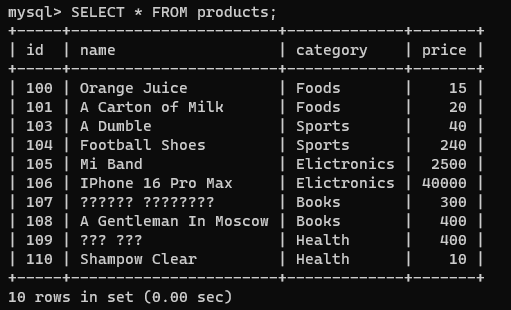 mysql> SELECT * FROM products;
+-----+-----------------------+-------------+-------+
| id  | name                  | category    | price |
+-----+-----------------------+-------------+-------+
| 100 | Orange Juice          | Foods       |    15 |
| 101 | A Carton of Milk      | Foods       |    20 |
| 103 | A Dumble              | Sports      |    40 |
| 104 | Football Shoes        | Sports      |   240 |
| 105 | Mi Band               | Elictronics |  2500 |
| 106 | IPhone 16 Pro Max     | Elictronics | 40000 |
| 107 | ?????? ????????       | Books       |   300 |
| 108 | A Gentleman In Moscow | Books       |   400 |
| 109 | ??? ???               | Health      |   400 |
| 110 | Shampow Clear         | Health      |    10 |
+-----+-----------------------+-------------+-------+
10 rows in set (0.00 sec)